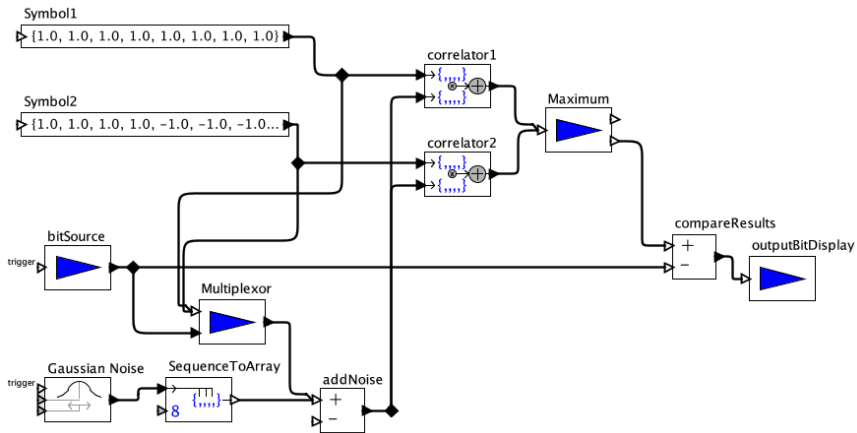 Symbol1
{1.0, 1.0, 1.0, 1.0, 1.0, 1.0, 1.0, 1.0}
correlator1
{,,,,}
{,,,,}
+
Maximum
Symbol2
{1.0, 1.0, 1.0, 1.0, -1.0, -1.0, -1.0...
correlator2
{,,,,}
{,,,,}
+
compareResults
+
−
outputBitDisplay
bitSource
trigger
Multiplexor
Gaussian Noise
trigger
SequenceToArray
{,,,,}
8
addNoise
+
−